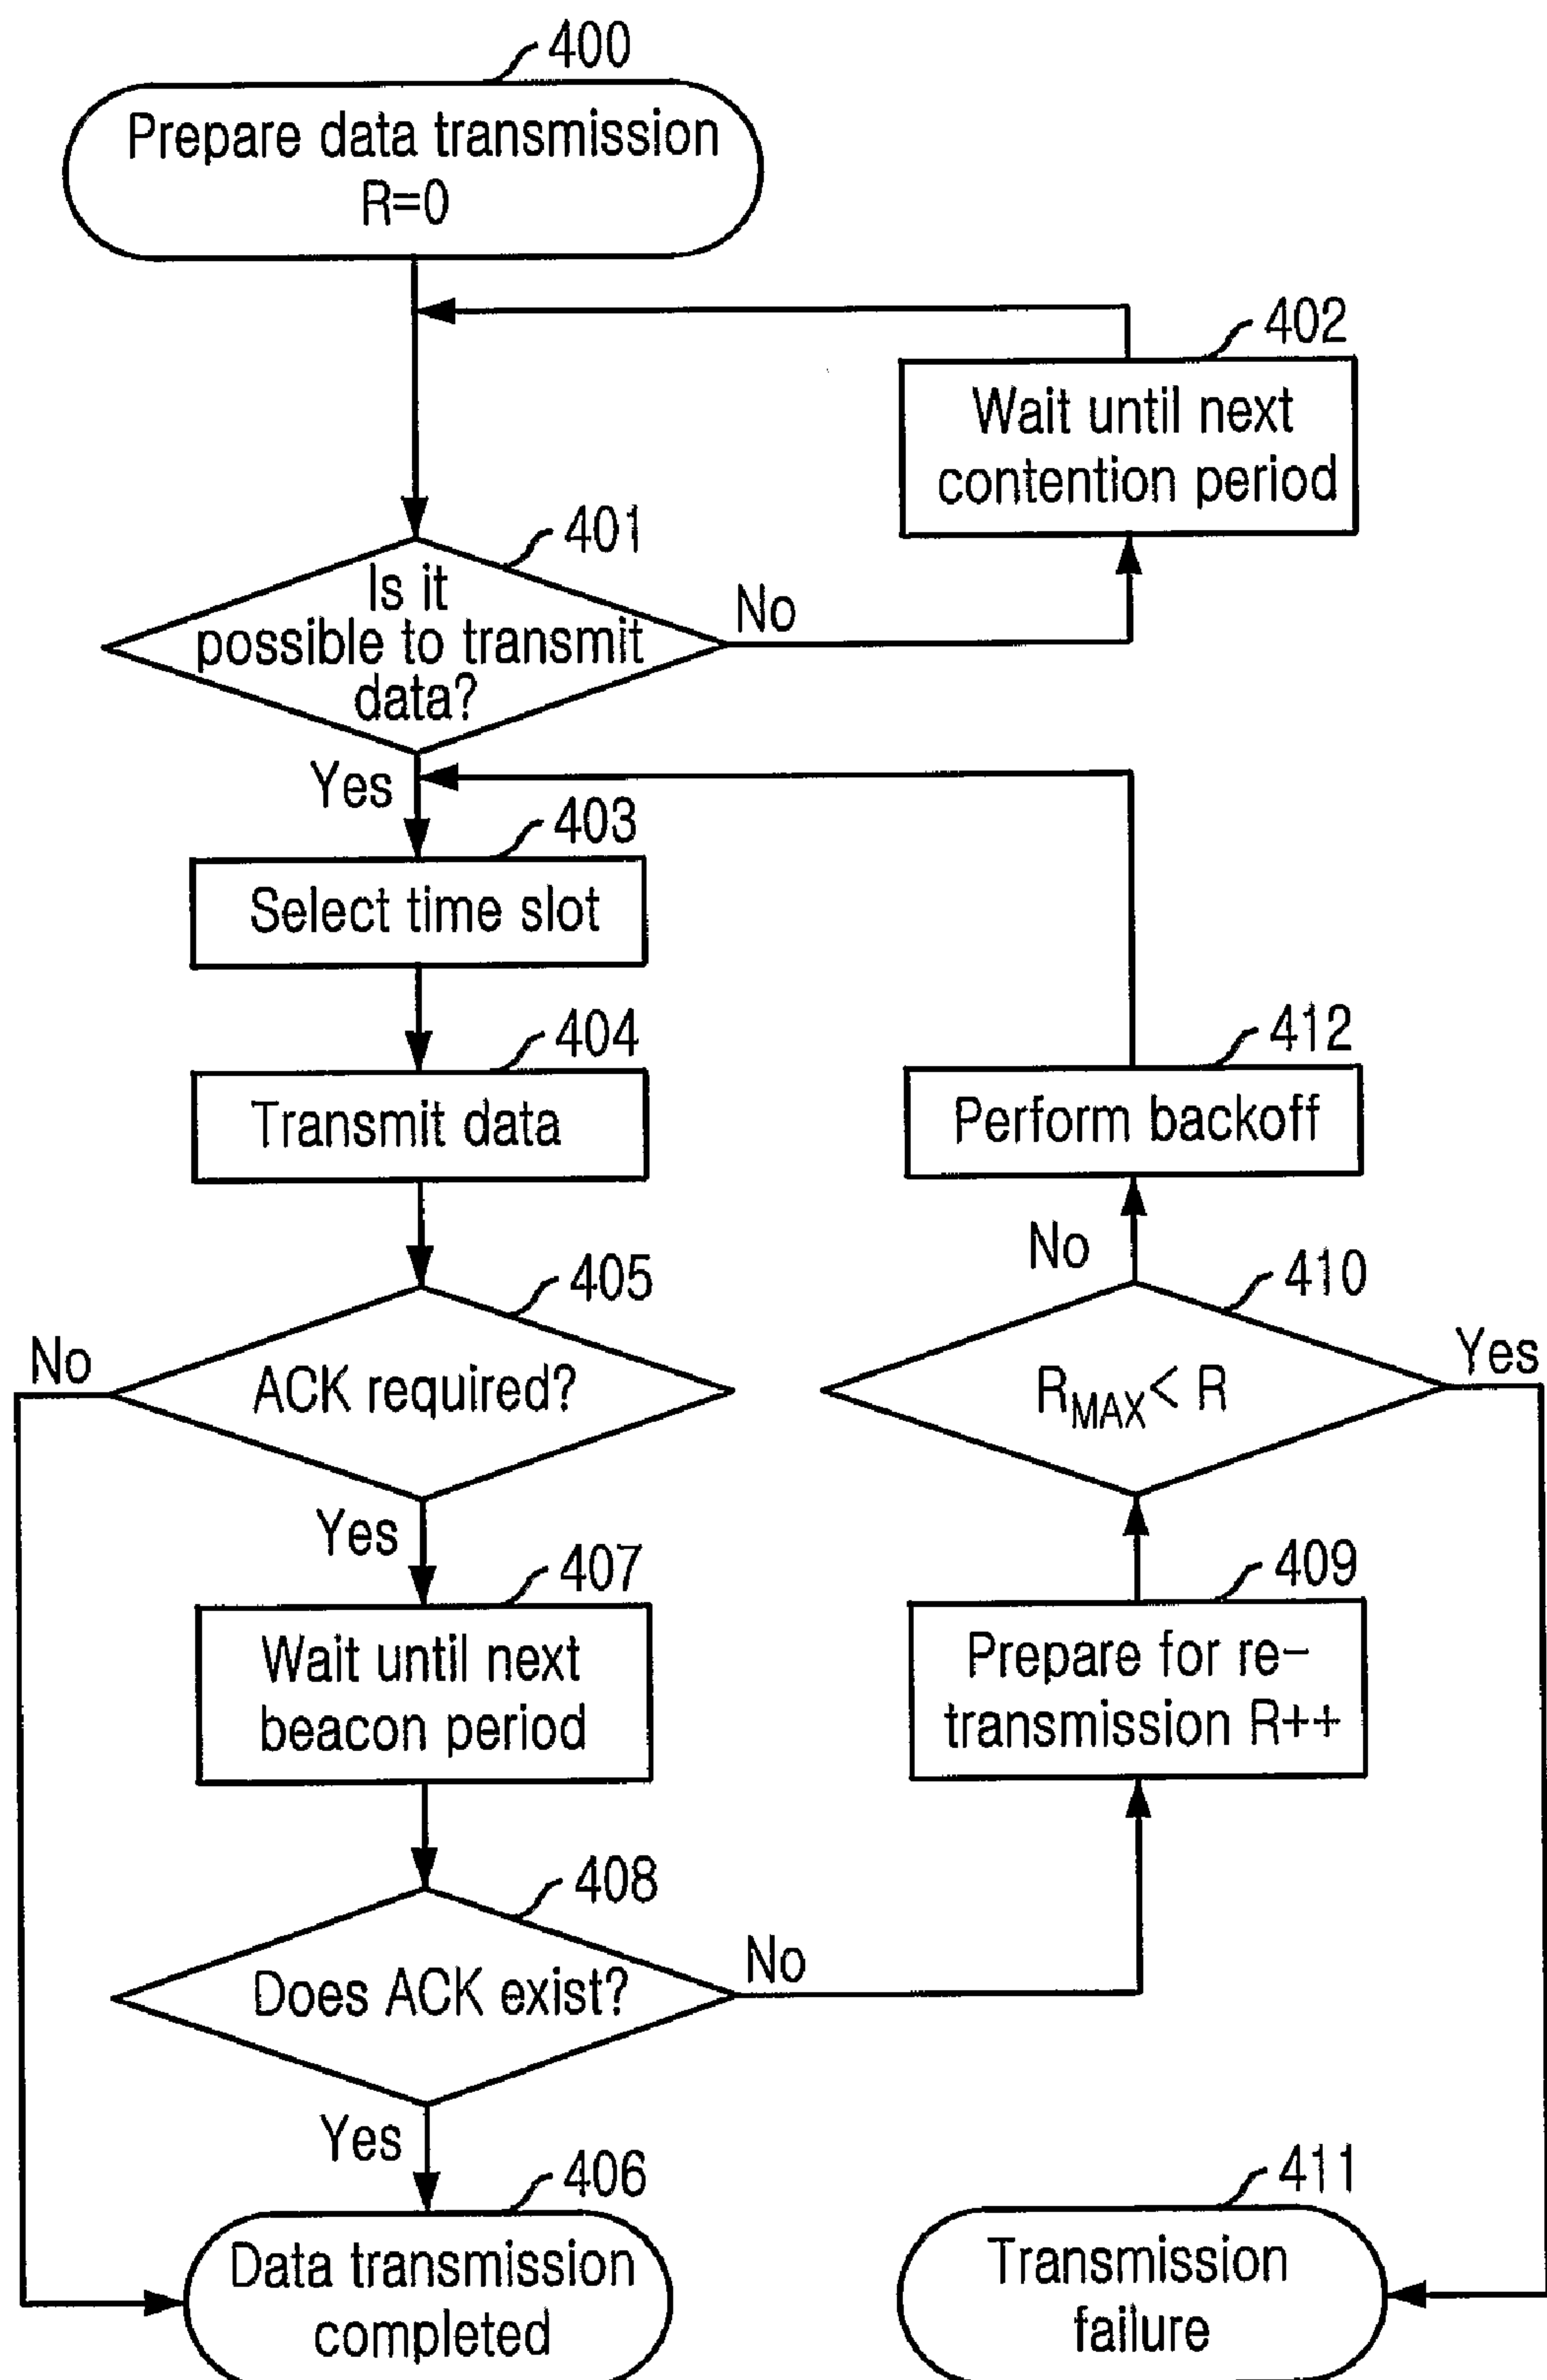 400
Prepare data transmission
R=0
402
Wait until next
contention period
401
Is it
possible to transmit
data?
No
Yes
403
Select time slot
404
Transmit data
412
Perform backoff
No
405
ACK required?
No
Yes
410
R_MAX < R
Yes
407
Wait until next
beacon period
409
Prepare for re-
transmission R++
408
Does ACK exist?
No
Yes
406
Data transmission
completed
411
Transmission
failure